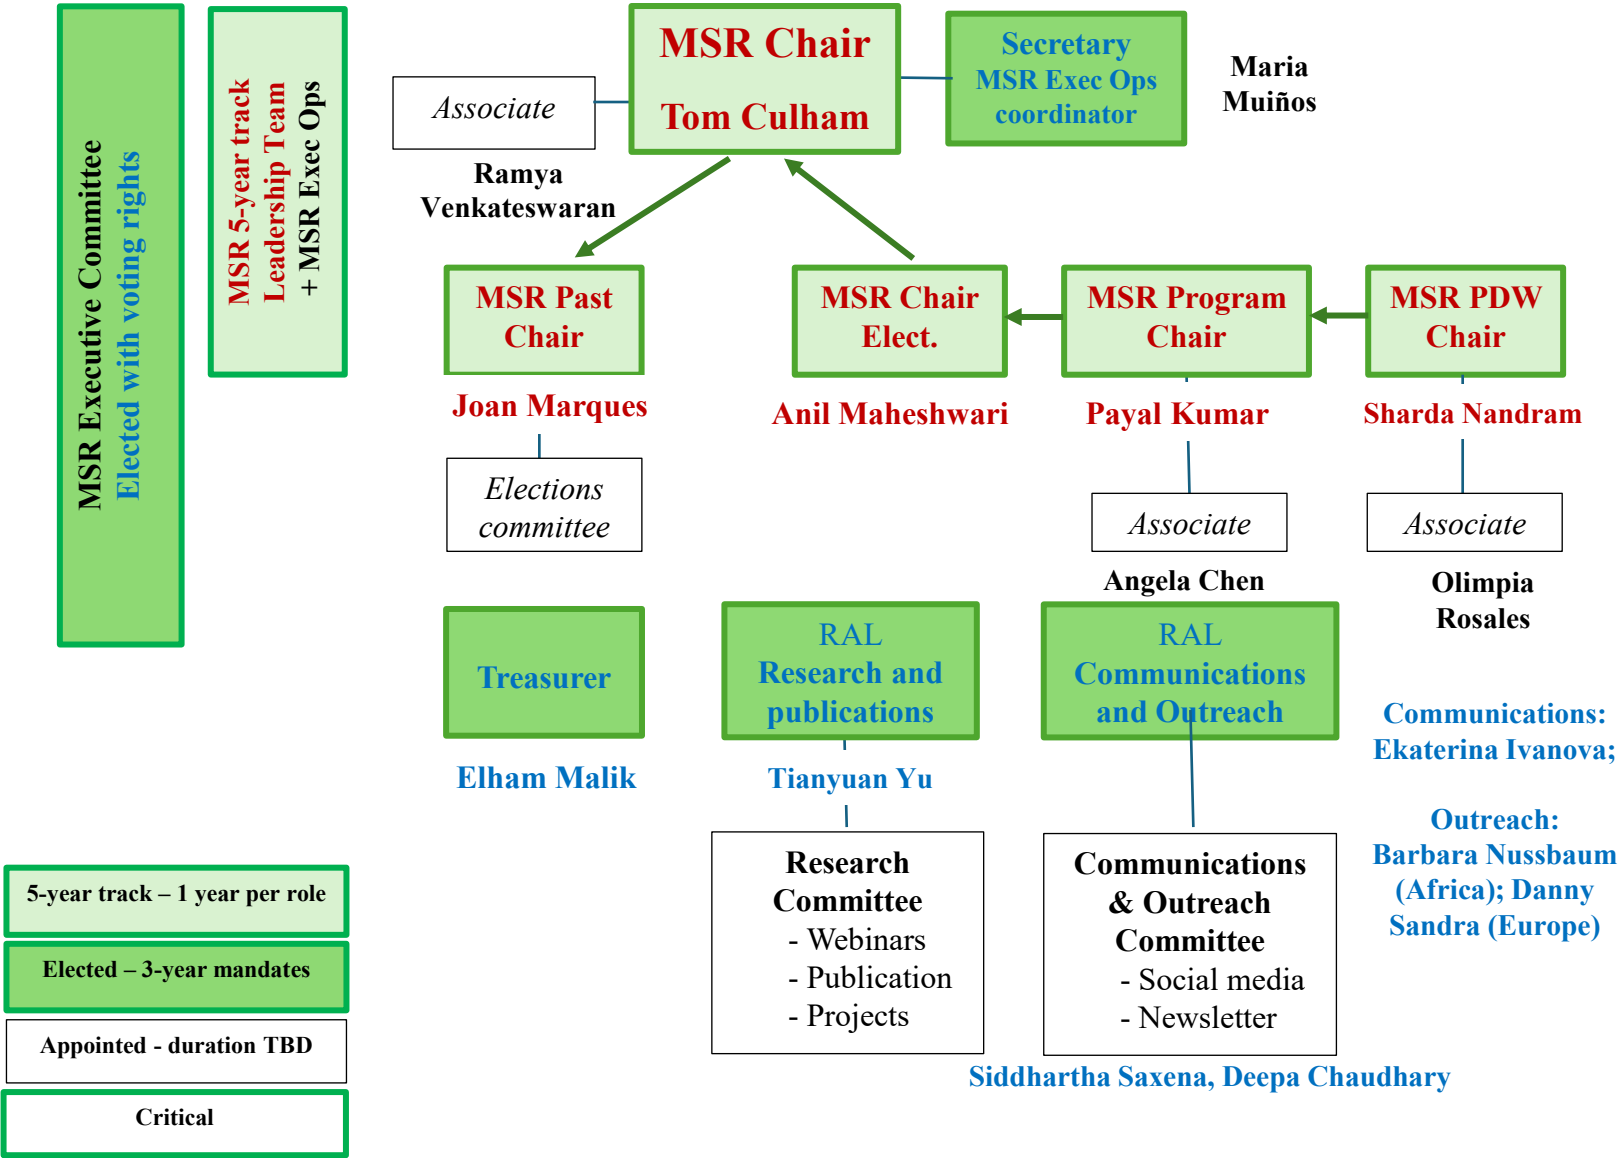 MSR Executive Committee
Elected with voting rights
MSR 5-year track
Leadership Team
+ MSR Exec Ops
MSR Chair
Tom Culham
Secretary
MSR Exec Ops
coordinator
Maria
Muiños
Associate
Ramya
Venkateswaran
MSR Past
Chair
MSR Chair
Elect.
MSR Program
Chair
MSR PDW
Chair
Joan Marques
Anil Maheshwari
Payal Kumar
Sharda Nandram
Elections
committee
Associate
Associate
Angela Chen
Olimpia
Rosales
Treasurer
RAL
Research and
publications
RAL
Communications
and Outreach
Elham Malik
Tianyuan Yu
Communications:
Ekaterina Ivanova;
Outreach:
Barbara Nussbaum
(Africa); Danny
Sandra (Europe)
Research
Committee
- Webinars
- Publication
- Projects
Communications
& Outreach
Committee
- Social media
- Newsletter
Siddhartha Saxena, Deepa Chaudhary
5-year track – 1 year per role
Elected – 3-year mandates
Appointed - duration TBD
Critical